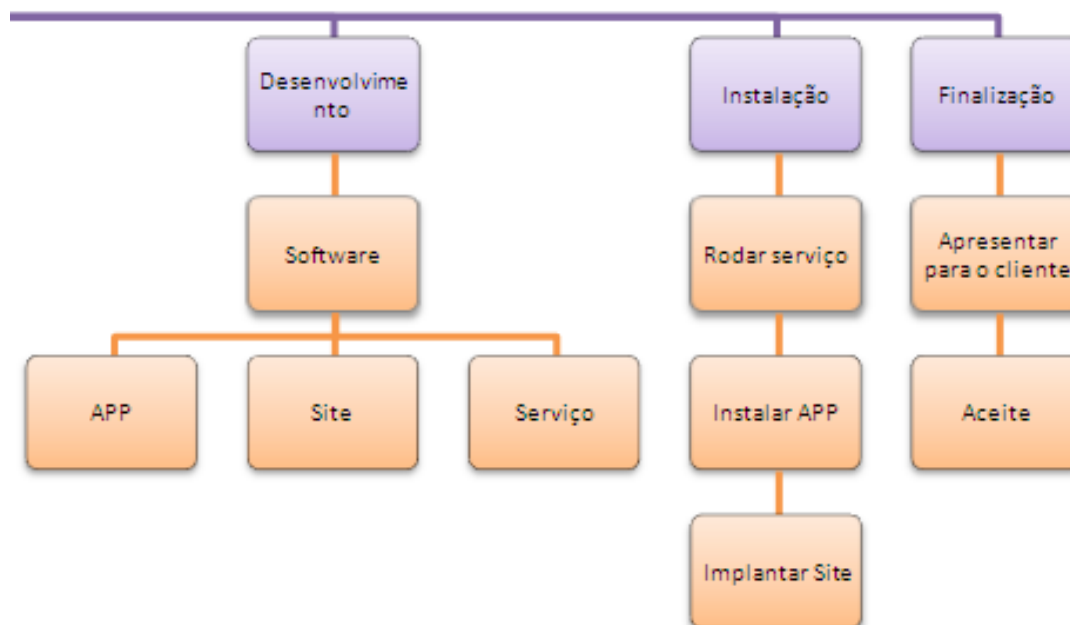 Desenvolvime
nto
Instalação
Finalização
Software
Rodar serviço
Apresentar
para o cliente
APP
Site
Serviço
Instalar APP
Aceite
Implantar Site